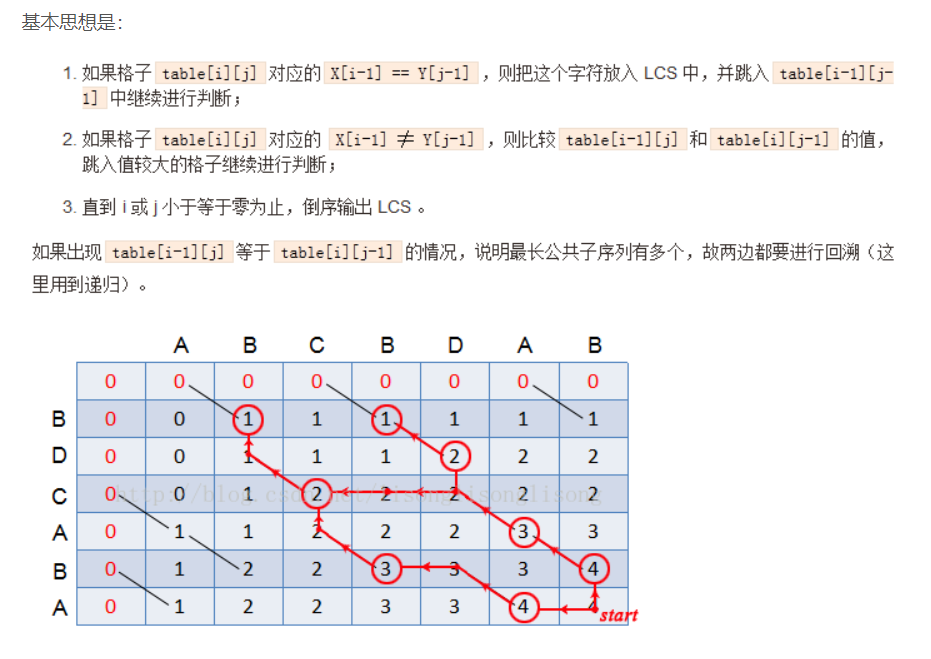 基本思想是：
1. 如果格子 table[i][j] 对应的 X[i-1] == Y[j-1] ，则把这个字符放入 LCS 中，并跳入 table[i-1][j-
1] 中继续进行判断；
2. 如果格子 table[i][j] 对应的 X[i-1] ≠ Y[j-1] ，则比较 table[i-1][j] 和 table[i][j-1] 的值，
跳入值较大的格子继续进行判断；
3. 直到 i 或 j 小于等于零为止，倒序输出 LCS 。
如果出现 table[i-1][j] 等于 table[i][j-1] 的情况，说明最长公共子序列有多个，故两边都要进行回溯（这
里用到递归）。
A B C B D A B
0 0 0 0 0 0 0 0
B 0 0 1 1 1 1 1 1
D 0 0 1 1 1 2 2 2
C 0 0 1 2 2 2 2 2
A 0 1 1 2 2 2 3 3
B 0 1 2 2 3 3 3 4
A 0 1 2 2 3 3 4 4
start